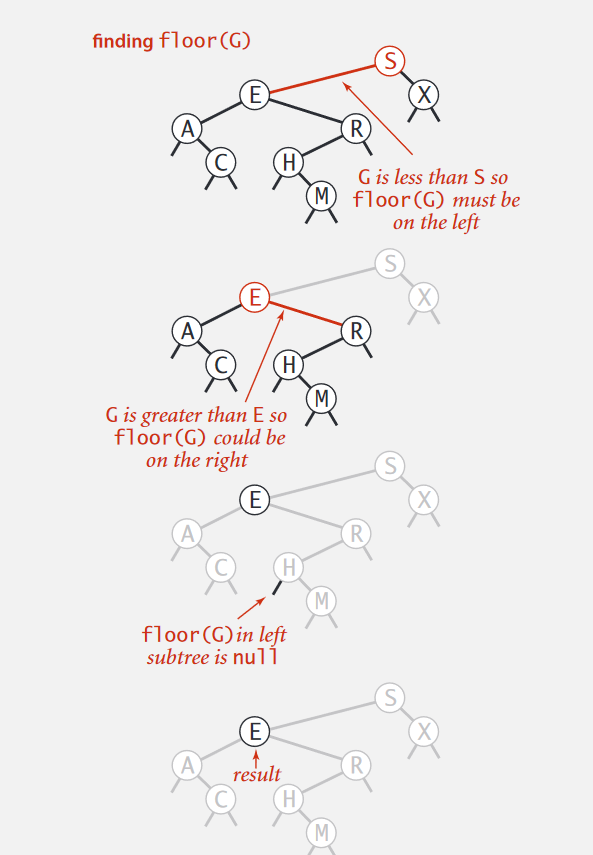 finding floor(G)
S
E
X
A
R
C
H
M
G is less than S so
floor(G) must be
on the left
S
E
X
A
R
C
H
M
G is greater than E so
floor(G) could be
on the right
S
E
X
A
R
C
H
M
floor(G)in left
subtree is null
S
E
X
A
R
result
C
H
M